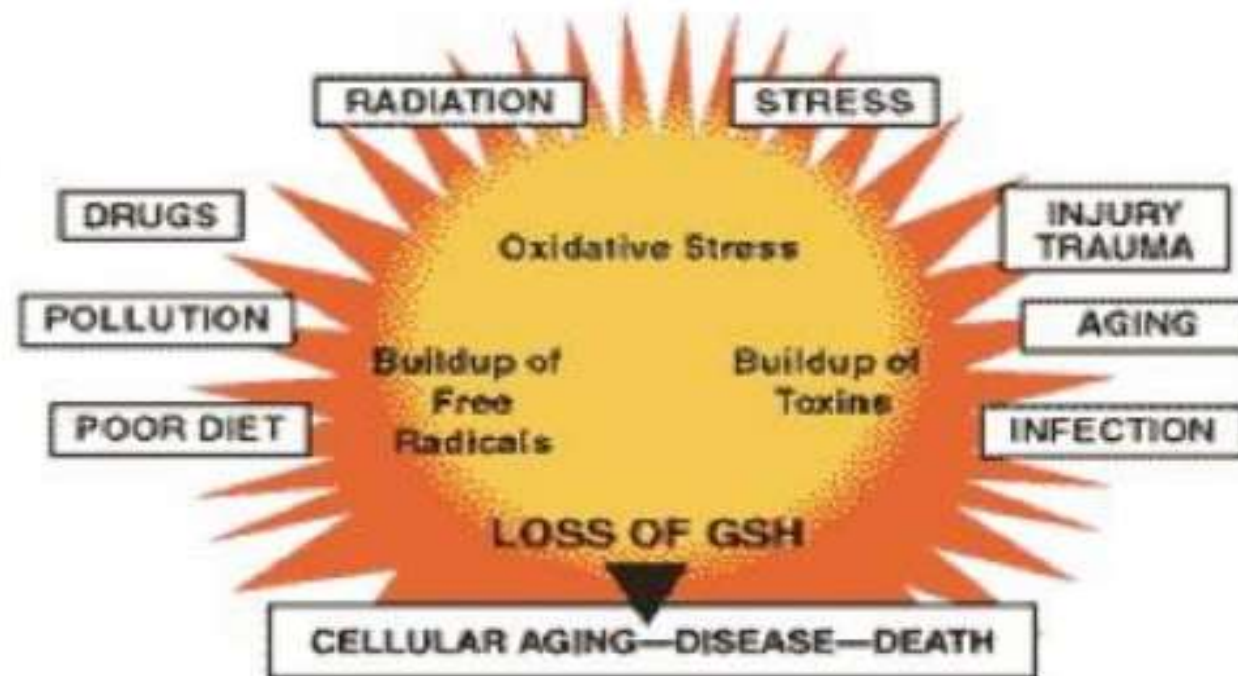 RADIATION
STRESS
DRUGS
INJURY
TRAUMA
Oxidative Stress
POLLUTION
AGING
Buildup of
Free
Radicals
Buildup of
Toxins
POOR DIET
INFECTION
LOSS OF GSH
CELLULAR AGING—DISEASE—DEATH